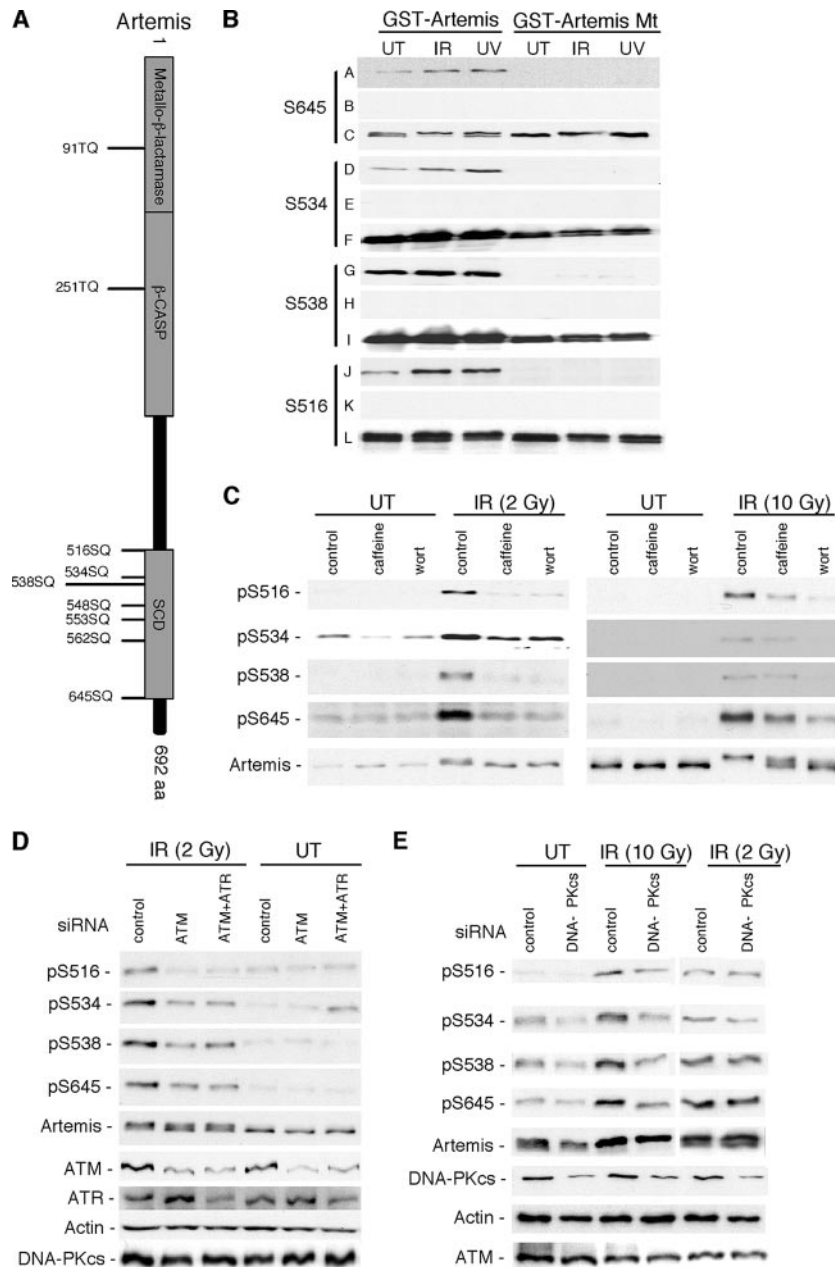 A
Artemis
1
Metallo-β-lactamase
β-CASP
SCD
91TQ
251TQ
516SQ
534SQ
538SQ
548SQ
553SQ
562SQ
645SQ
692 aa
B
GST-Artemis GST-Artemis Mt
UT IR UV UT IR UV
S645
A
B
C
S534
D
E
F
S538
G
H
I
S516
J
K
L
C
UT IR (2 Gy) UT IR (10 Gy)
control caffeine wort control caffeine wort control caffeine wort control caffeine wort
pS516 -
pS534 -
pS538 -
pS645 -
Artemis -
D
IR (2 Gy) UT
siRNA control ATM ATM+ATR control ATM ATM+ATR
pS516 -
pS534 -
pS538 -
pS645 -
Artemis -
ATM -
ATR -
Actin -
DNA-PKcs -
E
UT IR (10 Gy) IR (2 Gy)
siRNA control DNA- PKcs control DNA- PKcs control DNA- PKcs
pS516 -
pS534 -
pS538 -
pS645 -
Artemis -
DNA-PKcs -
Actin -
ATM -